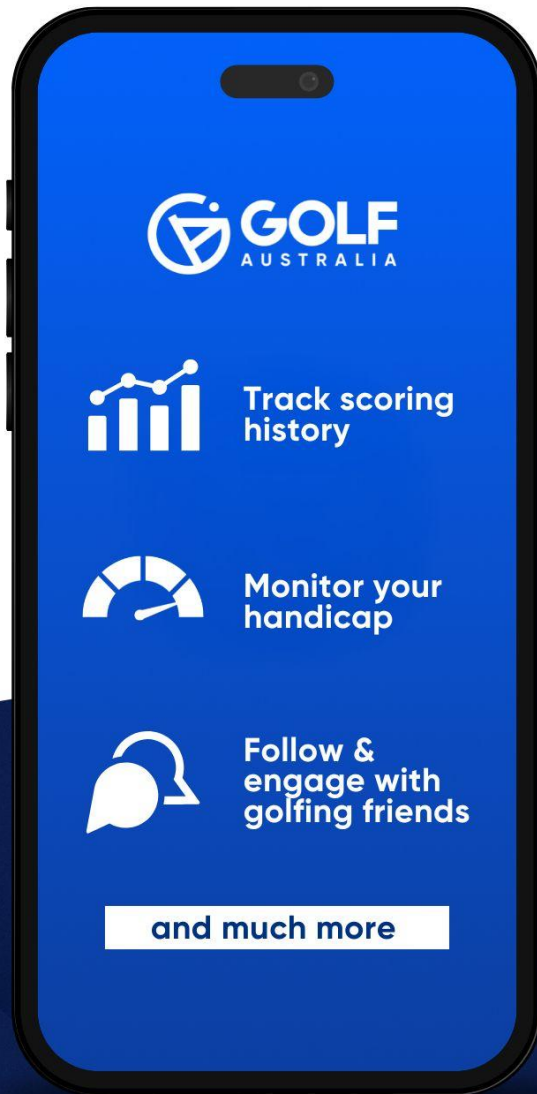 GOLF
AUSTRALIA
Track scoring
history
Monitor your
handicap
Follow &
engage with
golfing friends
and much more